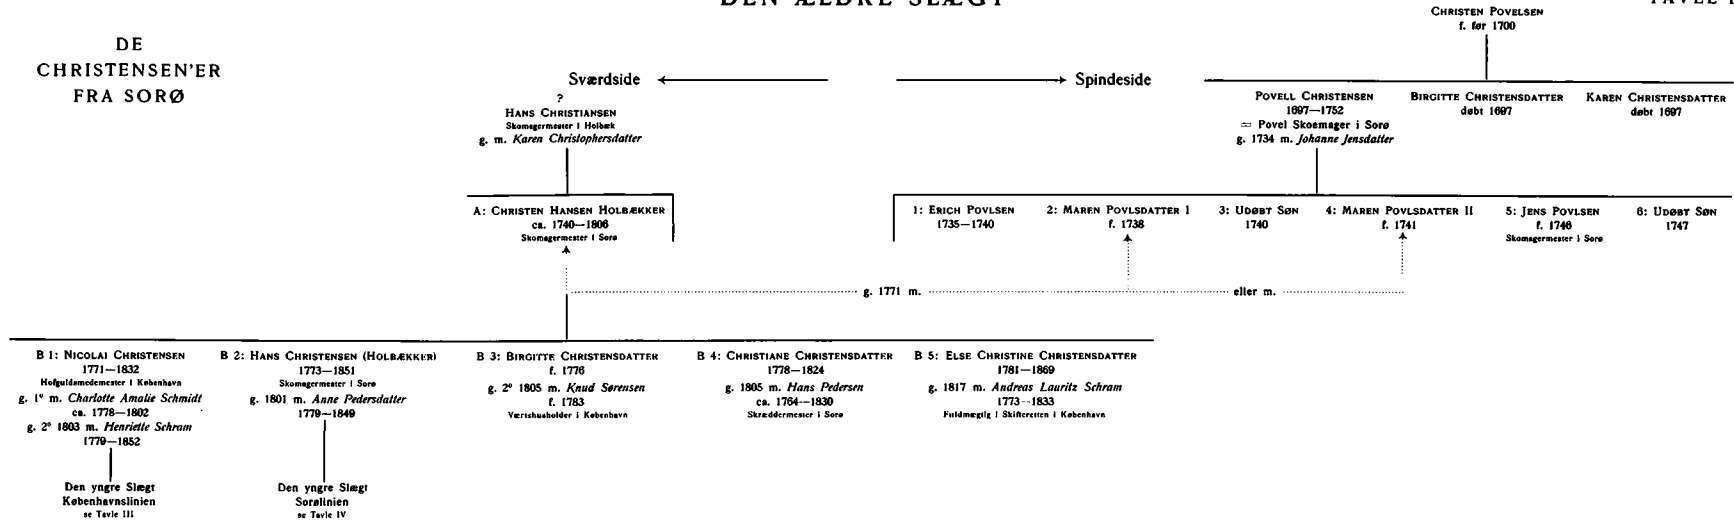 DEN ÆLDRE SLÆGT
DE
CHRISTENSEN'ER
FRA SORØ
CHRISTEN POVELSEN
f. før 1700
Sværdside
Spindeside
?
HANS CHRISTIANSEN
Skomagermester i Holbæk
g. m. Karen Christophersdatter
POVELL CHRISTENSEN
1697—1752
= Povel Skoemager i Sorø
g. 1734 m. Johanne Jensdatter
BIRGITTE CHRISTENSDATTER
døbt 1697
KAREN CHRISTENSDATTER
døbt 1697
A: CHRISTEN HANSEN HOLBÆKKER
ca. 1740—1806
Skomagermester i Sorø
1: ERICH POVLSEN
1735—1740
2: MAREN POVLSDATTER I
f. 1738
3: UDØBT SØN
1740
4: MAREN POVLSDATTER II
f. 1741
5: JENS POVLSEN
f. 1746
Skomagermester i Sorø
6: UDØBT SØN
1747
g. 1771 m.
eller m.
B 1: NICOLAI CHRISTENSEN
1771—1832
Hofguldsmedemester i København
g. 1° m. Charlotte Amalie Schmidt
ca. 1778—1802
g. 2° 1803 m. Henriette Schram
1779—1852
Den yngre Slægt
Københavnslinien
se Tavle III
B 2: HANS CHRISTENSEN (HOLBÆKKER)
1773—1851
Skomagermester i Sorø
g. 1801 m. Anne Pedersdatter
1779—1849
Den yngre Slægt
Sorølinien
se Tavle IV
B 3: BIRGITTE CHRISTENSDATTER
f. 1776
g. 2° 1805 m. Knud Sørensen
f. 1783
Værtshusholder i København
B 4: CHRISTIANE CHRISTENSDATTER
1778—1824
g. 1805 m. Hans Pedersen
ca. 1764—1830
Skræddermester i Sorø
B 5: ELSE CHRISTINE CHRISTENSDATTER
1781—1869
g. 1817 m. Andreas Lauritz Schram
1773—1833
Fuldmægtig i Skifteretten i København